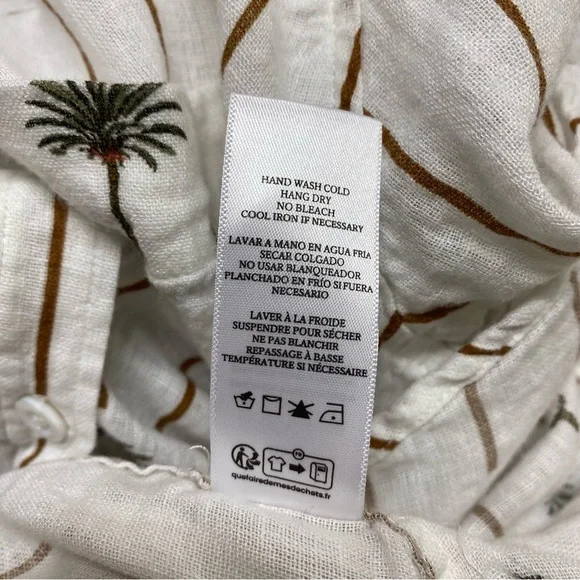 HAND WASH COLD
HANG DRY
NO BLEACH
COOL IRON IF NECESSARY
LAVAR A MANO EN AGUA FRIA
SECAR COLGADO
NO USAR BLANQUEADOR
PLANCHADO EN FRÍO SI FUERA
NECESARIO
LAVER À LA FROIDE
SUSPENDRE POUR SÉCHER
NE PAS BLANCHIR
REPASSAGE À BASSE
TEMPÉRATURE SI NÉCESSAIRE
FR
quefairedemesdechets.fr